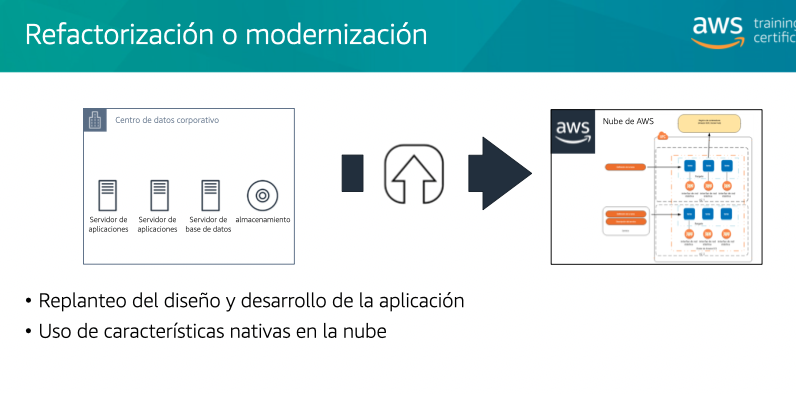 Refactorización o modernización
aws
training
certific
Centro de datos corporativo
Servidor de
aplicaciones
Servidor de
aplicaciones
Servidor de
base de datos
almacenamiento
aws
Nube de AWS
• Replanteo del diseño y desarrollo de la aplicación
• Uso de características nativas en la nube